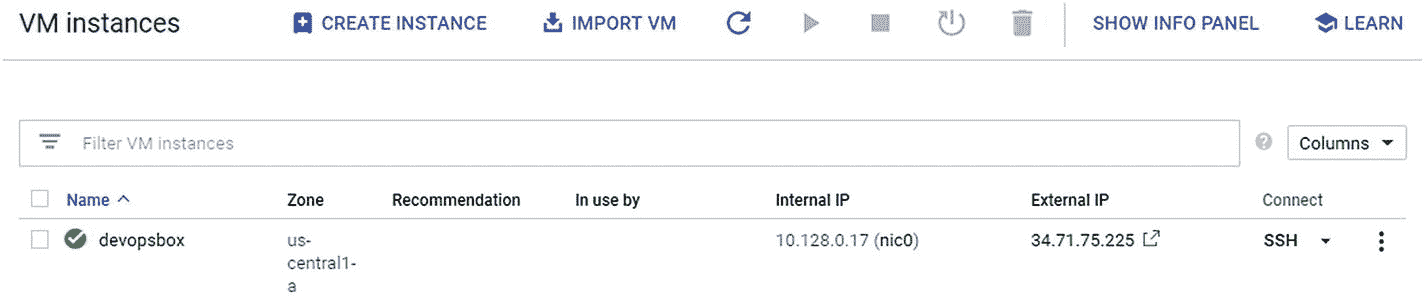 VM instances CREATE INSTANCE IMPORT VM SHOW INFO PANEL LEARN
Filter VM instances ? Columns
Name Zone Recommendation In use by Internal IP External IP Connect
devopsbox us- 10.128.0.17 (nic0) 34.71.75.225 SSH
central1-
a